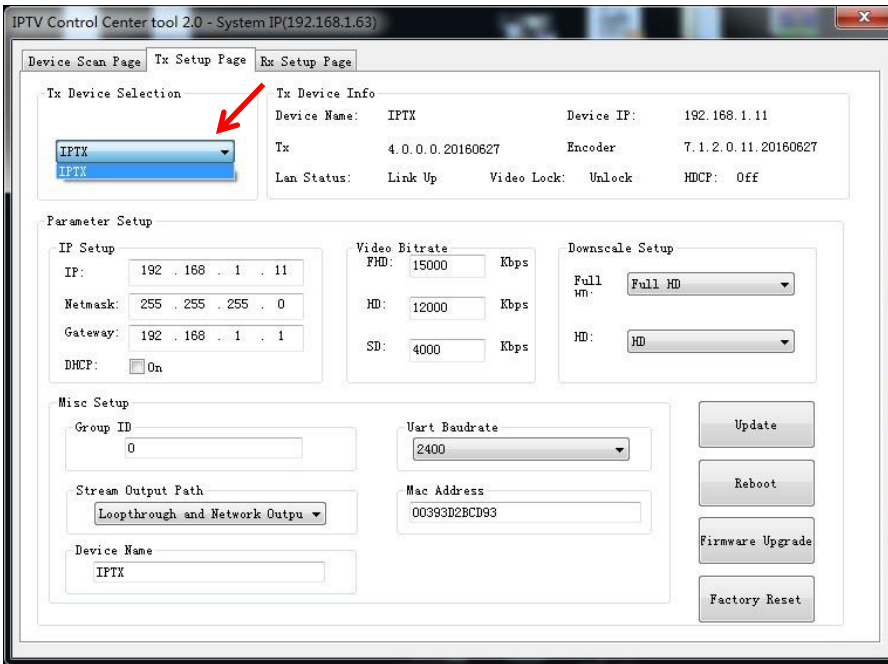 IPTV Control Center tool 2.0 - System IP(192.168.1.63)
Device Scan Page Tx Setup Page Rx Setup Page
Tx Device Selection
IPTX
IPTX
Tx Device Info
Device Name: IPTX Device IP: 192.168.1.11
Tx 4.0.0.0.20160627 Encoder 7.1.2.0.11.20160627
Lan Status: Link Up Video Lock: Unlock HDCP: Off
Parameter Setup
IP Setup
IP: 192 . 168 . 1 . 11
Netmask: 255 . 255 . 255 . 0
Gateway: 192 . 168 . 1 . 1
DHCP: On
Video Bitrate
FHD: 15000 Kbps
HD: 12000 Kbps
SD: 4000 Kbps
Downscale Setup
Full HD: Full HD
HD: HD
Misc Setup
Group ID
0
Uart Baudrate
2400
Stream Output Path
Loopthrough and Network Outpu
Mac Address
00393D2BCD93
Device Name
IPTX
Update
Reboot
Firmware Upgrade
Factory Reset